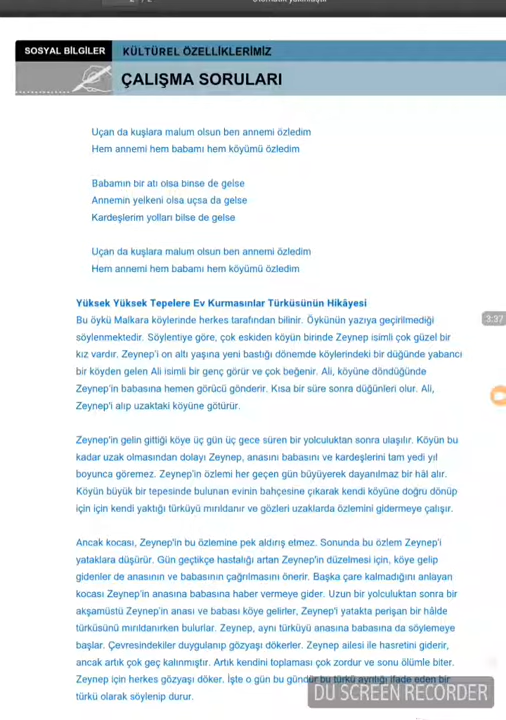 SOSYAL BİLGİLER
KÜLTÜREL ÖZELLİKLERİMİZ
ÇALIŞMA SORULARI
Uçan da kuşlara malum olsun ben annemi özledim
Hem annemi hem babamı hem köyümü özledim
Babamın bir atı olsa binse de gelse
Annemin yelkeni olsa uçsa da gelse
Kardeşlerim yolları bilse de gelse
Uçan da kuşlara malum olsun ben annemi özledim
Hem annemi hem babamı hem köyümü özledim
Yüksek Yüksek Tepelere Ev Kurmasınlar Türküsünün Hikâyesi
Bu öykü Malkara köylerinde herkes tarafından bilinir. Öykünün yazıya geçirilmediği
söylenmektedir. Söylentiye göre, çok eskiden köyün birinde Zeynep isimli çok güzel bir
kız vardır. Zeynep'i on altı yaşına yeni bastığı dönemde köylerindeki bir düğünde yabancı
bir köyden gelen Ali isimli bir genç görür ve çok beğenir. Ali, köyüne döndüğünde
Zeynep'in babasına hemen görücü gönderir. Kısa bir süre sonra düğünleri olur. Ali,
Zeynep'i alıp uzaktaki köyüne götürür.
3:37
Zeynep'in gelin gittiği köye üç gün üç gece süren bir yolculuktan sonra ulaşılır. Köyün bu
kadar uzak olmasından dolayı Zeynep, anasını babasını ve kardeşlerini tam yedi yıl
boyunca göremez. Zeynep'in özlemi her geçen gün büyüyerek dayanılmaz bir hâl alır.
Köyün büyük bir tepesinde bulunan evinin bahçesine çıkarak kendi köyüne doğru dönüp
için için kendi yaktığı türküyü mırıldanır ve gözleri uzaklarda özlemini gidermeye çalışır.
Ancak kocası, Zeynep'in bu özlemine pek aldırış etmez. Sonunda bu özlem Zeynep'i
yataklara düşürür. Gün geçtikçe hastalığı artan Zeynep'in düzelmesi için, köye gelip
gidenler de anasının ve babasının çağrılmasını önerir. Başka çare kalmadığını anlayan
kocası Zeynep'in anasına babasına haber vermeye gider. Uzun bir yolculuktan sonra bir
akşamüstü Zeynep'in anası ve babası köye gelirler, Zeynep'i yatakta perişan bir hâlde
türküsünü mırıldanırken bulurlar. Zeynep, aynı türküyü anasına babasına da söylemeye
başlar. Çevresindekiler duygulanıp gözyaşı dökerler. Zeynep ailesi ile hasretini giderir,
ancak artık çok geç kalınmıştır. Artık kendini toplaması çok zordur ve sonu ölümle biter.
Zeynep için herkes gözyaşı döker. İşte o gün bu gündür bu türkü ayrılığı ifade eden bir
türkü olarak söylenip durur.
DU SCREEN RECORDER